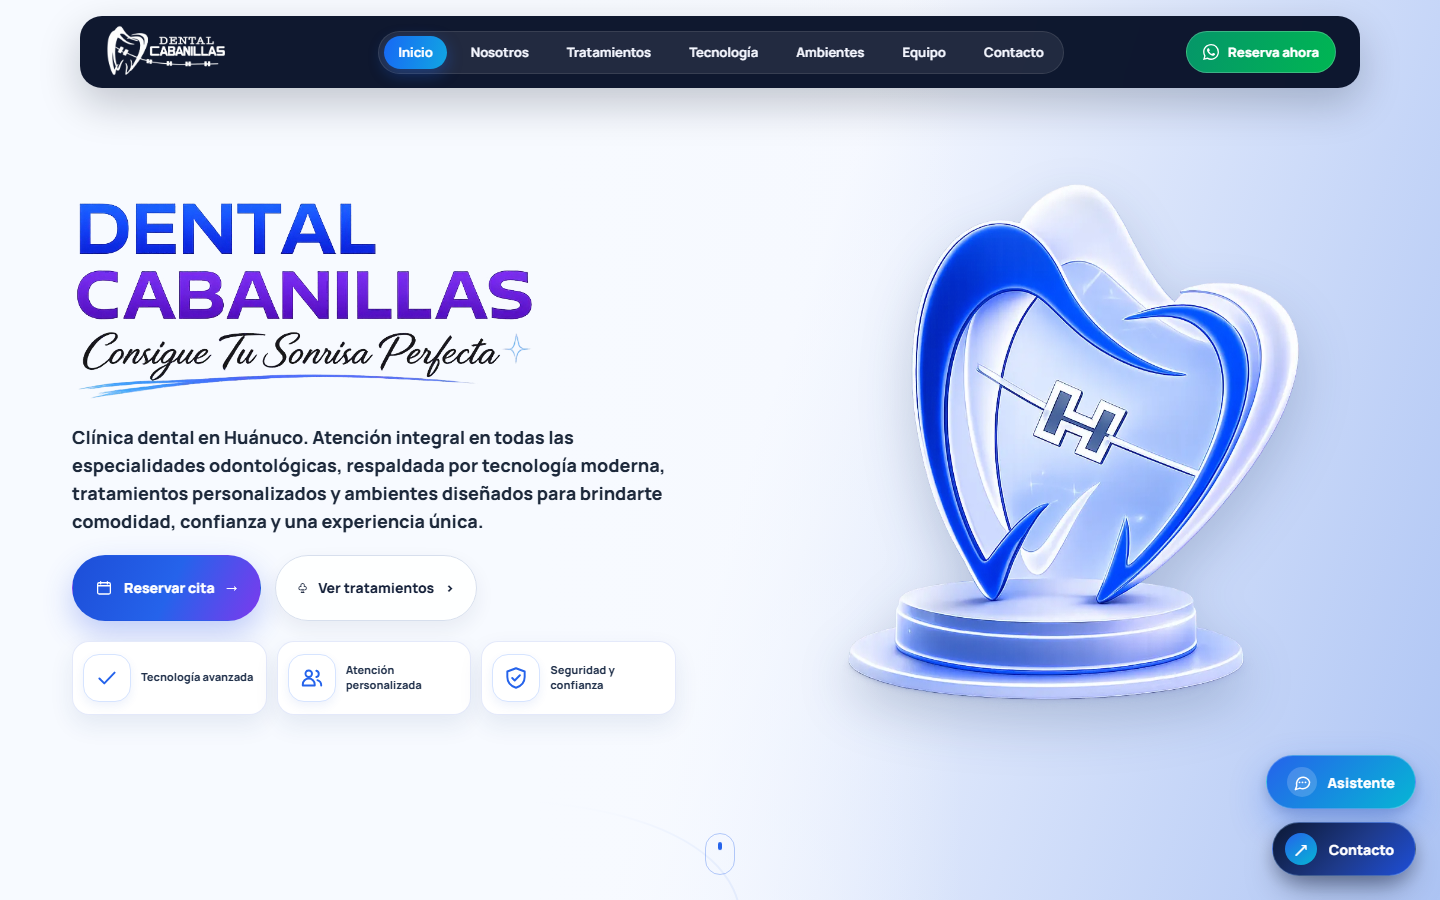 DENTAL
CABANILLAS
Inicio
Nosotros
Tratamientos
Tecnología
Ambientes
Equipo
Contacto
Reserva ahora
DENTAL
CABANILLAS
Consigue Tu Sonrisa Perfecta
Clínica dental en Huánuco. Atención integral en todas las
especialidades odontológicas, respaldada por tecnología moderna,
tratamientos personalizados y ambientes diseñados para brindarte
comodidad, confianza y una experiencia única.
Reservar cita →
Ver tratamientos ›
Tecnología avanzada
Atención
personalizada
Seguridad y
confianza
Asistente
Contacto